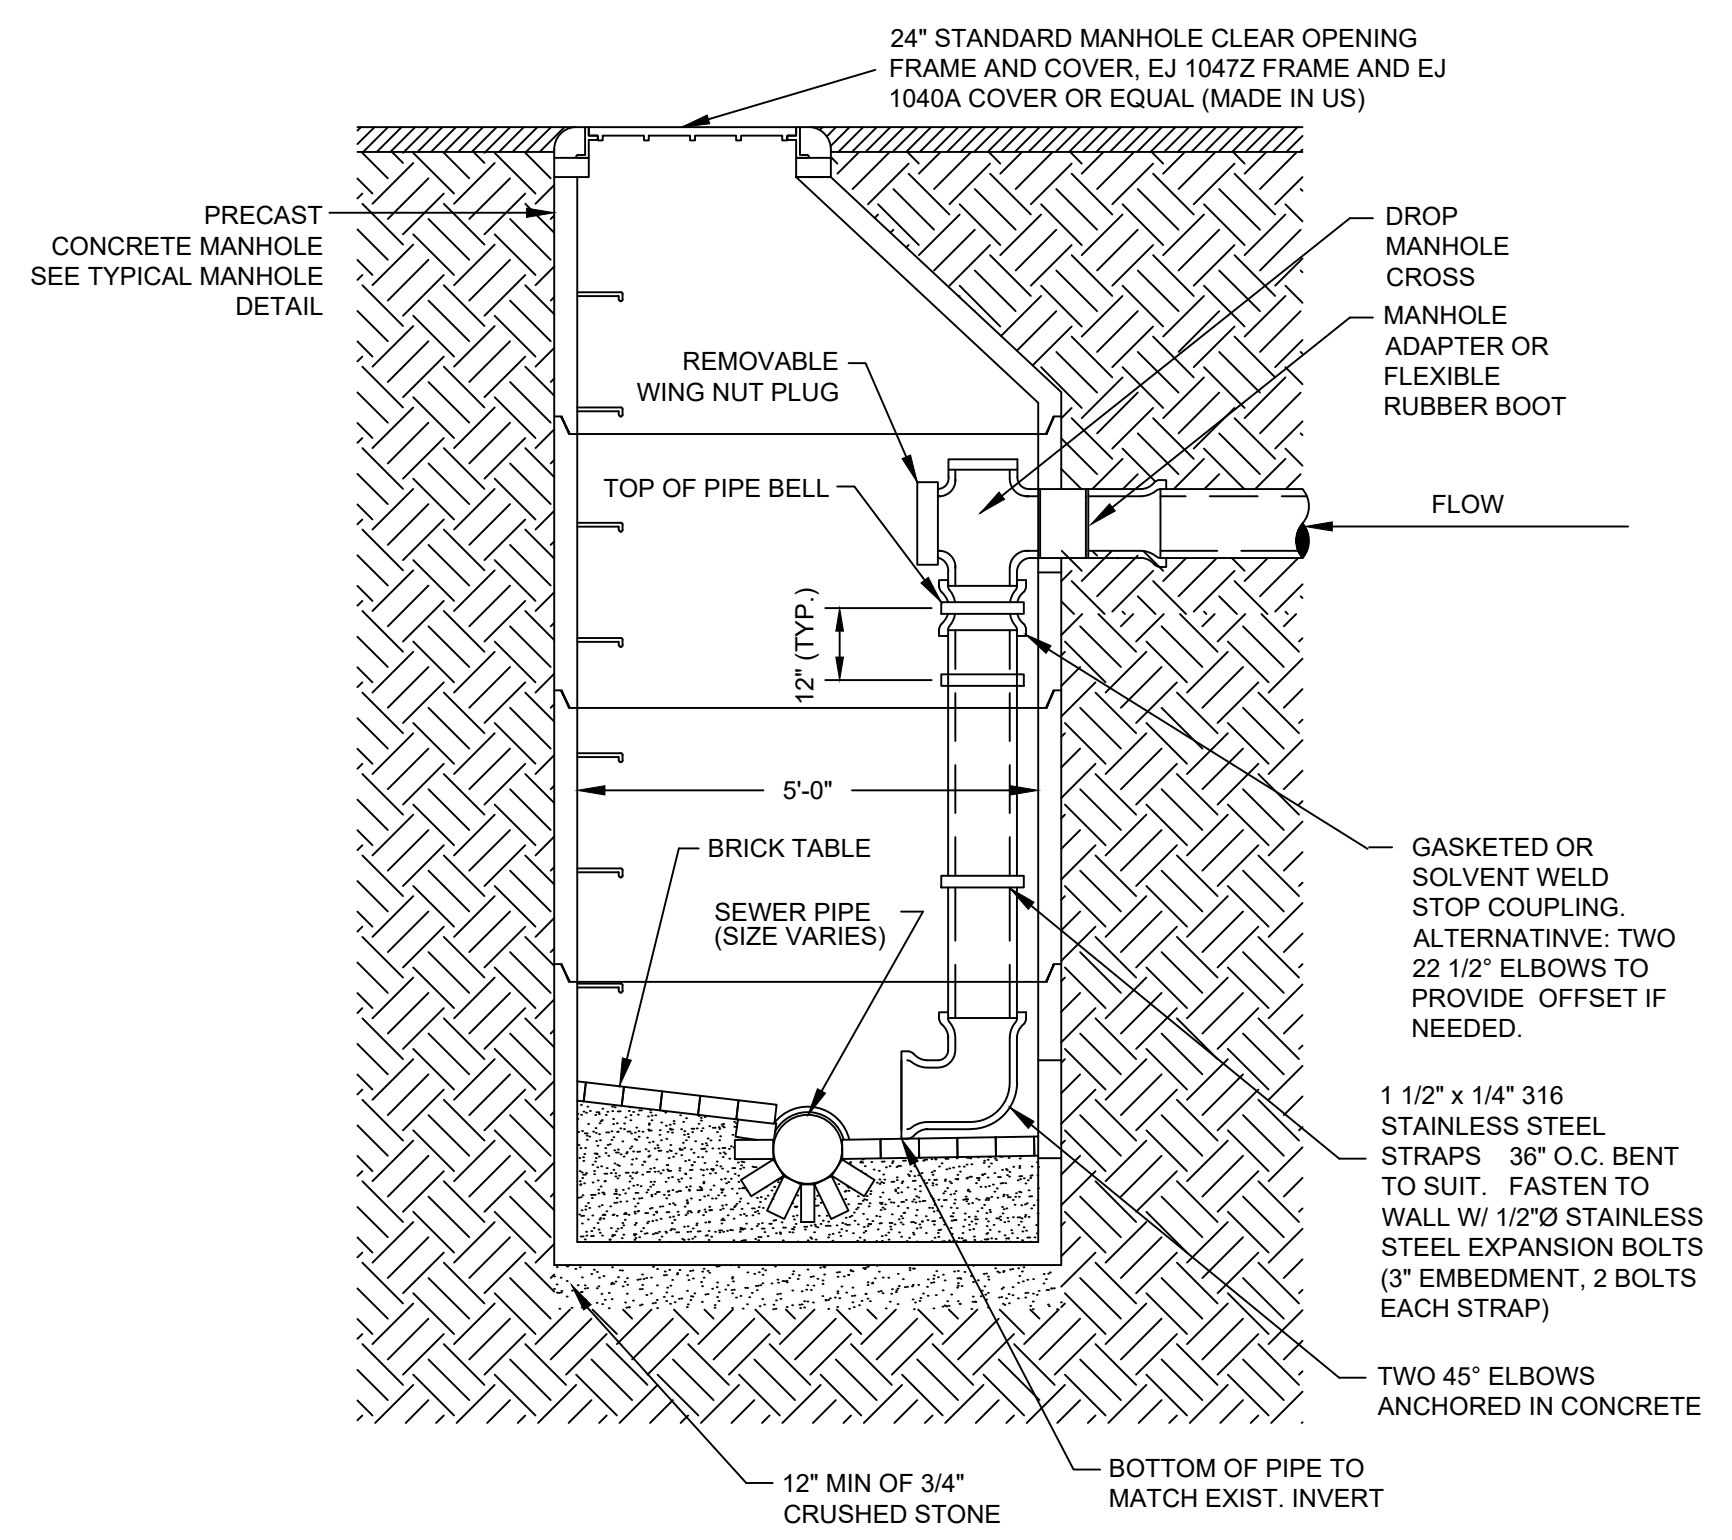 24" STANDARD MANHOLE CLEAR OPENING
FRAME AND COVER, EJ 1047Z FRAME AND EJ
1040A COVER OR EQUAL (MADE IN US)
PRECAST
CONCRETE MANHOLE
SEE TYPICAL MANHOLE
DETAIL
DROP
MANHOLE
CROSS
MANHOLE
ADAPTER OR
FLEXIBLE
RUBBER BOOT
REMOVABLE
WING NUT PLUG
TOP OF PIPE BELL
FLOW
12" (TYP.)
5'-0"
BRICK TABLE
SEWER PIPE
(SIZE VARIES)
GASKETED OR
SOLVENT WELD
STOP COUPLING.
ALTERNATINVE: TWO
22 1/2° ELBOWS TO
PROVIDE OFFSET IF
NEEDED.
1 1/2" x 1/4" 316
STAINLESS STEEL
STRAPS 36" O.C. BENT
TO SUIT. FASTEN TO
WALL W/ 1/2"Ø STAINLESS
STEEL EXPANSION BOLTS
(3" EMBEDMENT, 2 BOLTS
EACH STRAP)
TWO 45° ELBOWS
ANCHORED IN CONCRETE
BOTTOM OF PIPE TO
MATCH EXIST. INVERT
12" MIN OF 3/4"
CRUSHED STONE